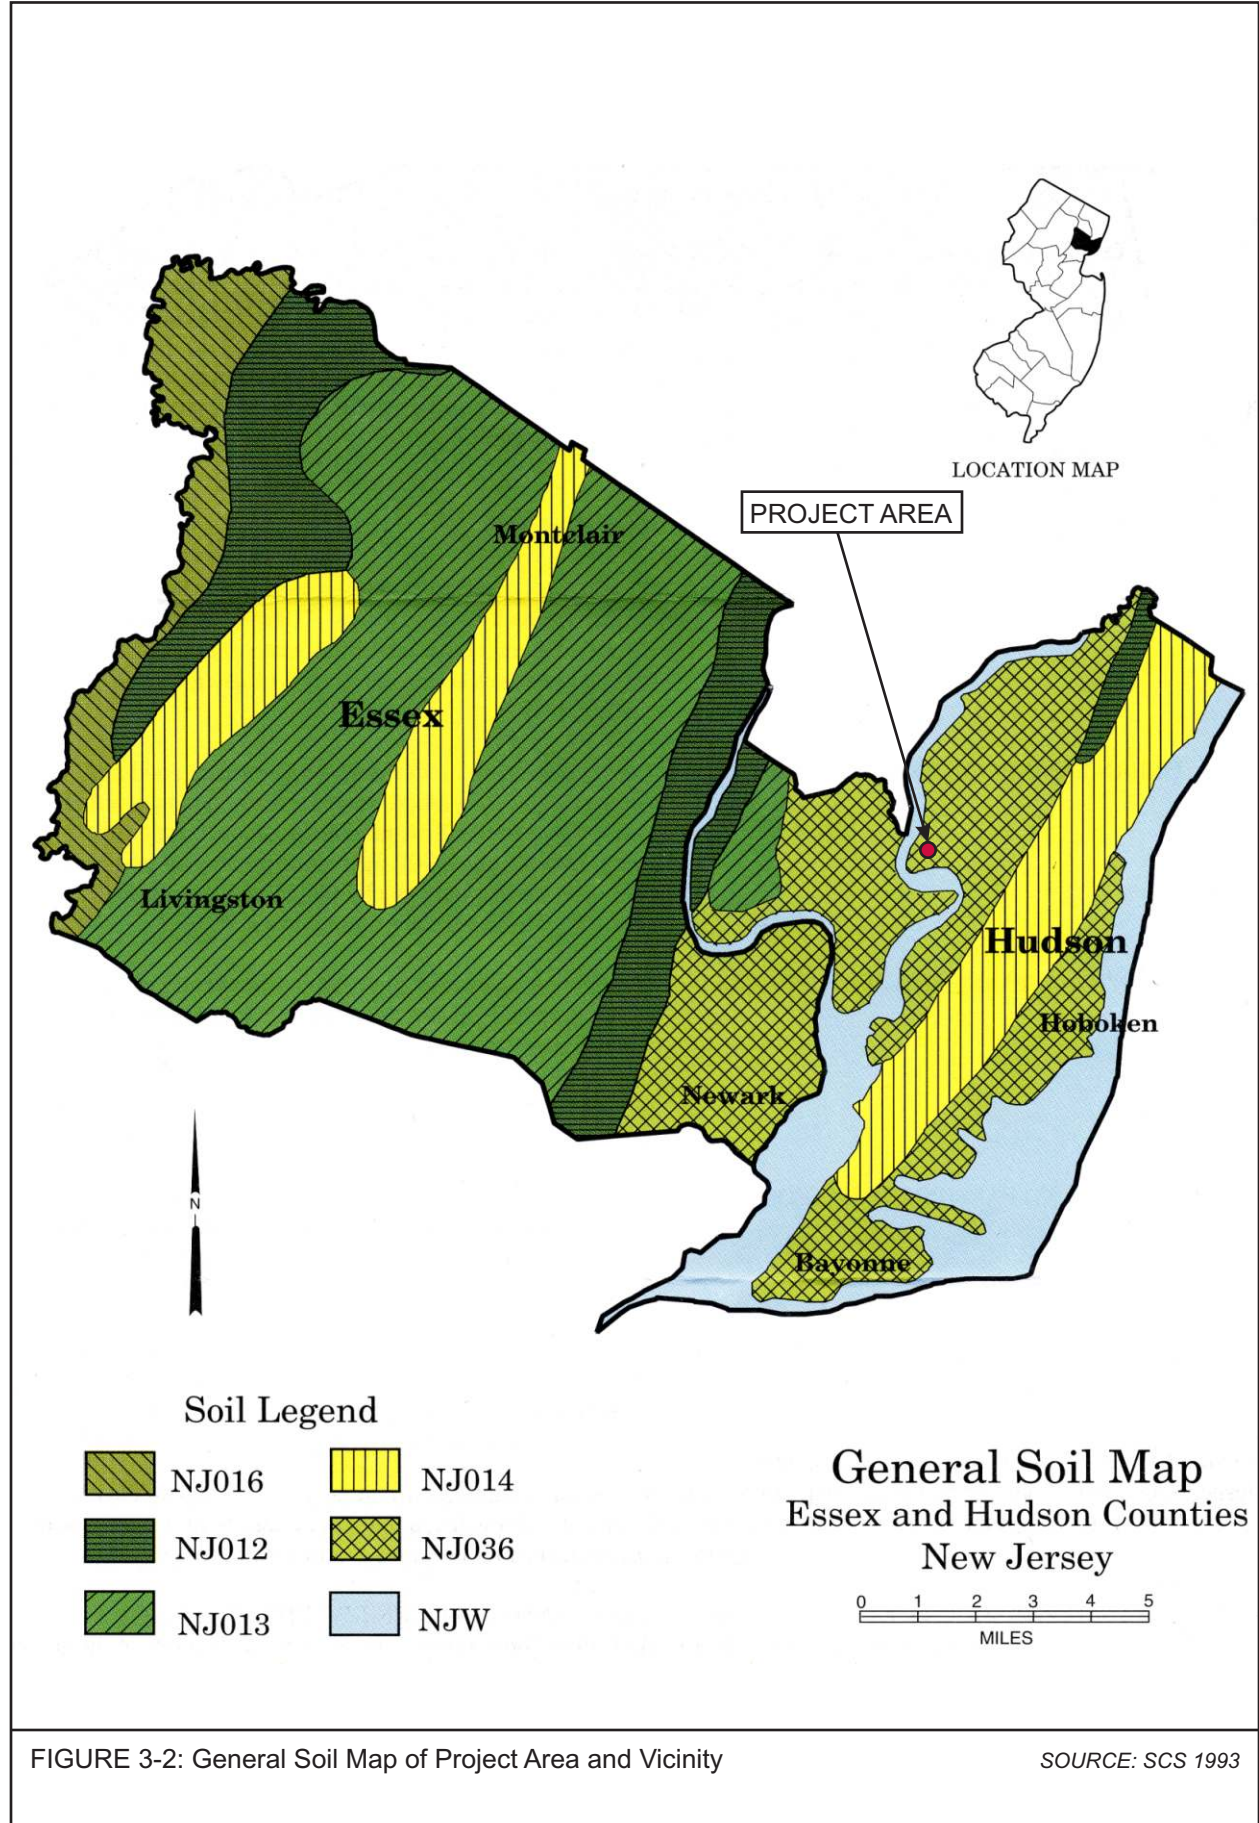 LOCATION MAP
PROJECT AREA
Montclair
Essex
Livingston
Hudson
Hoboken
Newark
N
Bayonne
Soil Legend
NJ016
NJ014
NJ012
NJ036
NJ013
NJW
General Soil Map
Essex and Hudson Counties
New Jersey
0 1 2 3 4 5
MILES
FIGURE 3-2: General Soil Map of Project Area and Vicinity
SOURCE: SCS 1993